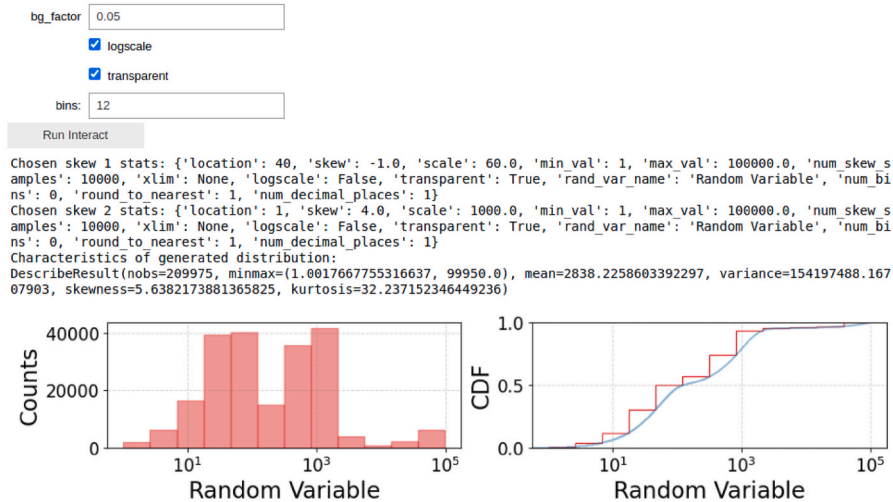 bg_factor 0.05
logscale
transparent
bins: 12
Run Interact
Chosen skew 1 stats: {'location': 40, 'skew': -1.0, 'scale': 60.0, 'min_val': 1, 'max_val': 100000.0, 'num_skew_s
amples': 10000, 'xlim': None, 'logscale': False, 'transparent': True, 'rand_var_name': 'Random Variable', 'num_bi
ns': 0, 'round_to_nearest': 1, 'num_decimal_places': 1}
Chosen skew 2 stats: {'location': 1, 'skew': 4.0, 'scale': 1000.0, 'min_val': 1, 'max_val': 100000.0, 'num_skew_s
amples': 10000, 'xlim': None, 'logscale': False, 'transparent': True, 'rand_var_name': 'Random Variable', 'num_bi
ns': 0, 'round_to_nearest': 1, 'num_decimal_places': 1}
Characteristics of generated distribution:
DescribeResult(nobs=209975, minmax=(1.0017667755316637, 99950.0), mean=2838.2258603392297, variance=154197488.167
07903, skewness=5.6382173881365825, kurtosis=32.237152346449236)
Counts
40000
20000
0
10¹ 10³ 10⁵
Random Variable
CDF
1.0
0.5
0.0
10¹ 10³ 10⁵
Random Variable